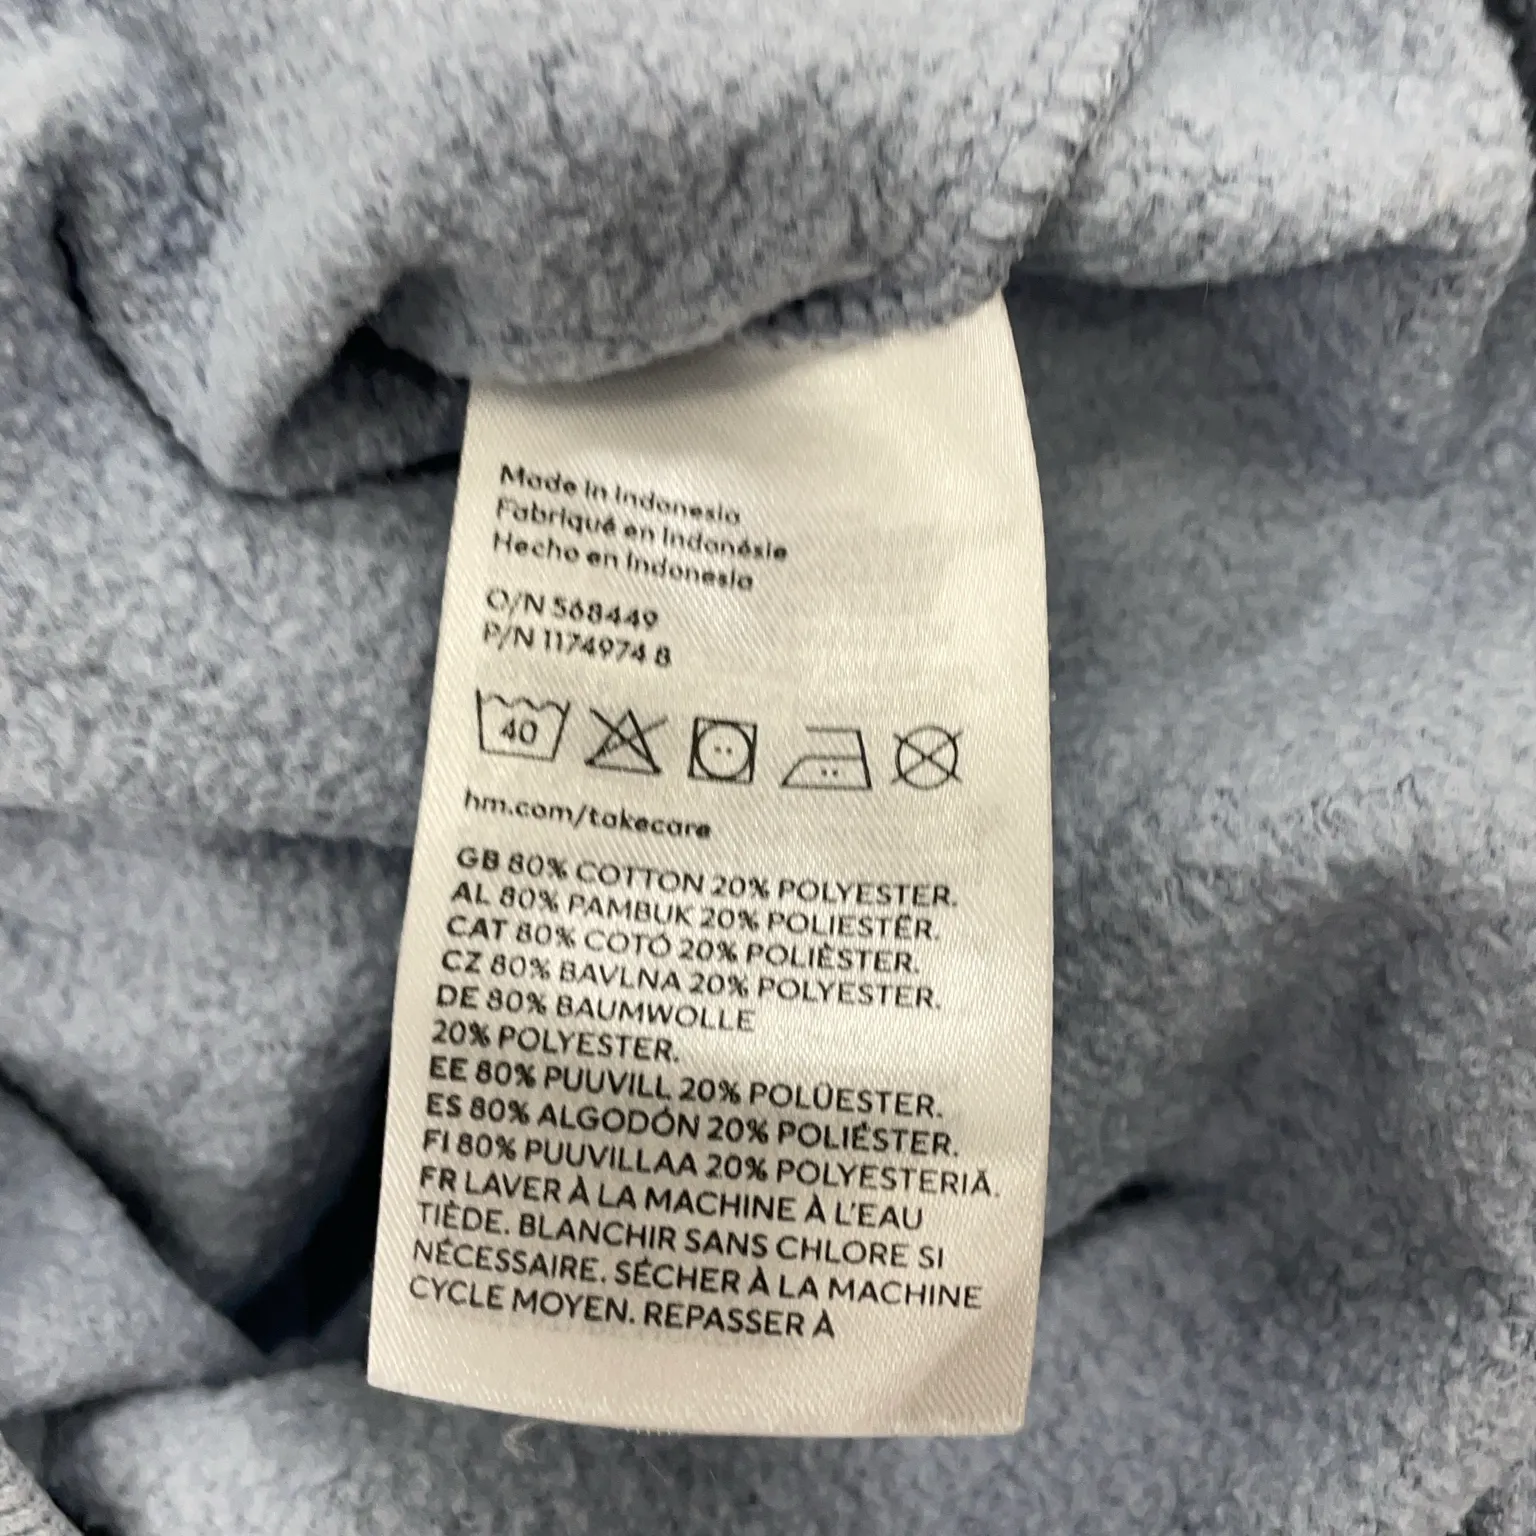 Made in Indonesia
Fabriqué en Indonésie
Hecho en Indonesia
O/N 568449
P/N 1174974 8
40
hm.com/takecare
GB 80% COTTON 20% POLYESTER.
AL 80% PAMBUK 20% POLIESTËR.
CAT 80% COTÓ 20% POLIÈSTER.
CZ 80% BAVLNA 20% POLYESTER.
DE 80% BAUMWOLLE
20% POLYESTER.
EE 80% PUUVILL 20% POLÜESTER.
ES 80% ALGODÓN 20% POLIÉSTER.
FI 80% PUUVILLAA 20% POLYESTERIÄ.
FR LAVER À LA MACHINE À L'EAU
TIÈDE. BLANCHIR SANS CHLORE SI
NÉCESSAIRE. SÉCHER À LA MACHINE
CYCLE MOYEN. REPASSER À